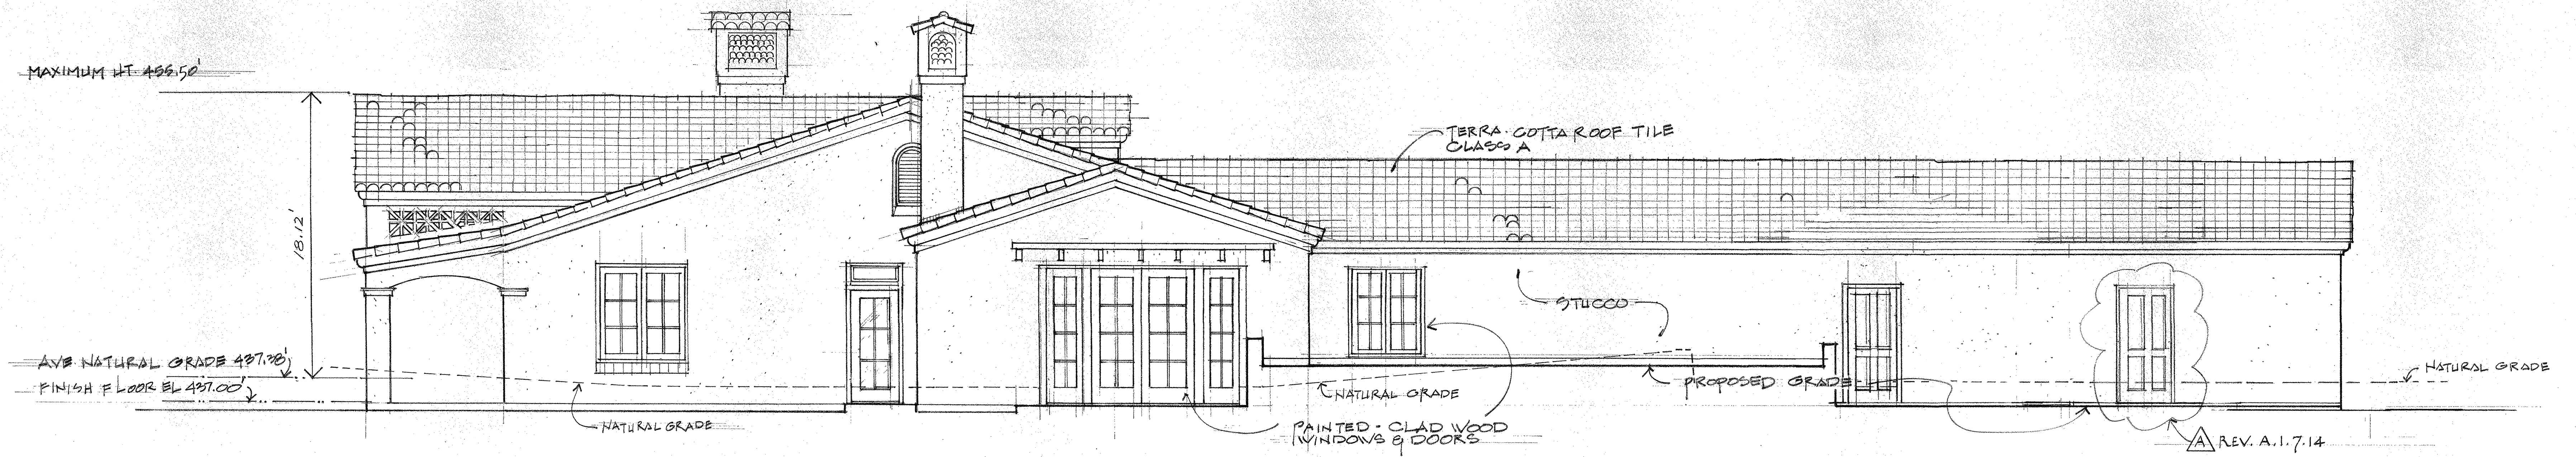 MAXIMUM HT. 455.50'
TERRA-COTTA ROOF TILE
CLASS A
18.12'
STUCCO
AVE NATURAL GRADE 437.38'
FINISH FLOOR EL 437.00'
NATURAL GRADE
PROPOSED GRADE
NATURAL GRADE
NATURAL GRADE
PAINTED - CLAD WOOD
WINDOWS & DOORS
A REV. A. 1.7.14